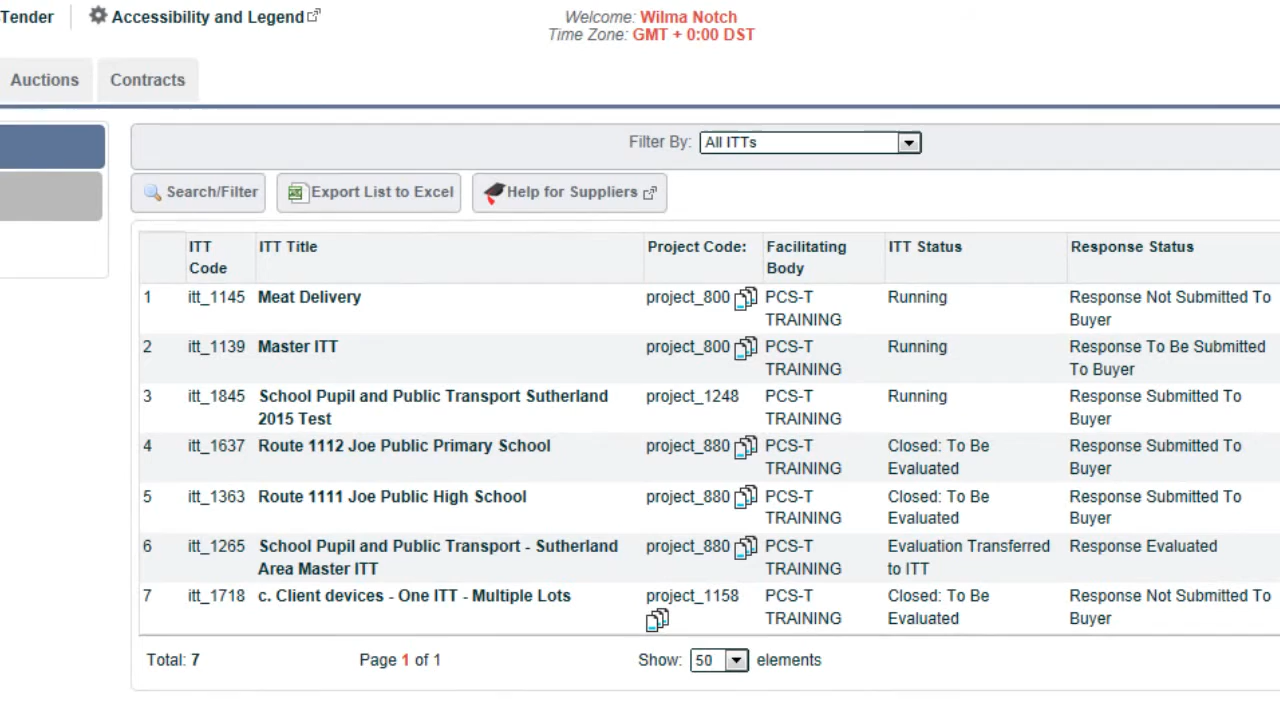 Tender Accessibility and Legend Welcome: Wilma Notch
Time Zone: GMT + 0:00 DST
Auctions Contracts
Filter By: All ITTs
Search/Filter Export List to Excel Help for Suppliers
ITT Code ITT Title Project Code: Facilitating Body ITT Status Response Status
1 itt_1145 Meat Delivery project_800 PCS-T TRAINING Running Response Not Submitted To Buyer
2 itt_1139 Master ITT project_800 PCS-T TRAINING Running Response To Be Submitted To Buyer
3 itt_1845 School Pupil and Public Transport Sutherland 2015 Test project_1248 PCS-T TRAINING Running Response Submitted To Buyer
4 itt_1637 Route 1112 Joe Public Primary School project_880 PCS-T TRAINING Closed: To Be Evaluated Response Submitted To Buyer
5 itt_1363 Route 1111 Joe Public High School project_880 PCS-T TRAINING Closed: To Be Evaluated Response Submitted To Buyer
6 itt_1265 School Pupil and Public Transport - Sutherland Area Master ITT project_880 PCS-T TRAINING Evaluation Transferred to ITT Response Evaluated
7 itt_1718 c. Client devices - One ITT - Multiple Lots project_1158 PCS-T TRAINING Closed: To Be Evaluated Response Not Submitted To Buyer
Total: 7 Page 1 of 1 Show: 50 elements